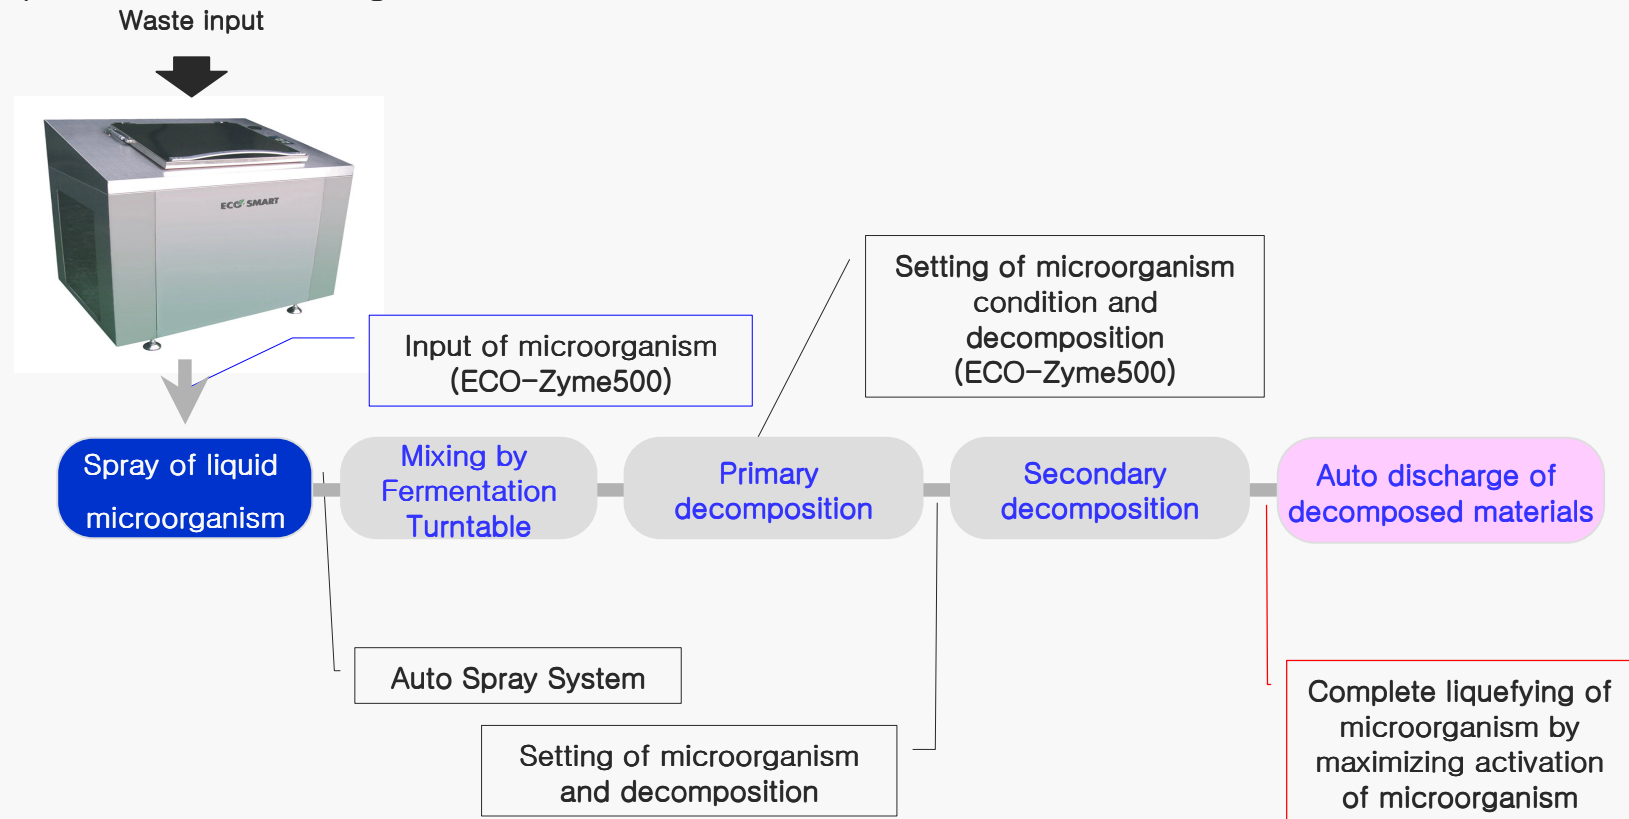 Waste input
ECO SMART
Setting of microorganism
condition and
decomposition
(ECO-Zyme500)
Input of microorganism
(ECO-Zyme500)
Spray of liquid
microorganism
Mixing by
Fermentation
Turntable
Primary
decomposition
Secondary
decomposition
Auto discharge of
decomposed materials
Auto Spray System
Setting of microorganism
and decomposition
Complete liquefying of
microorganism by
maximizing activation
of microorganism